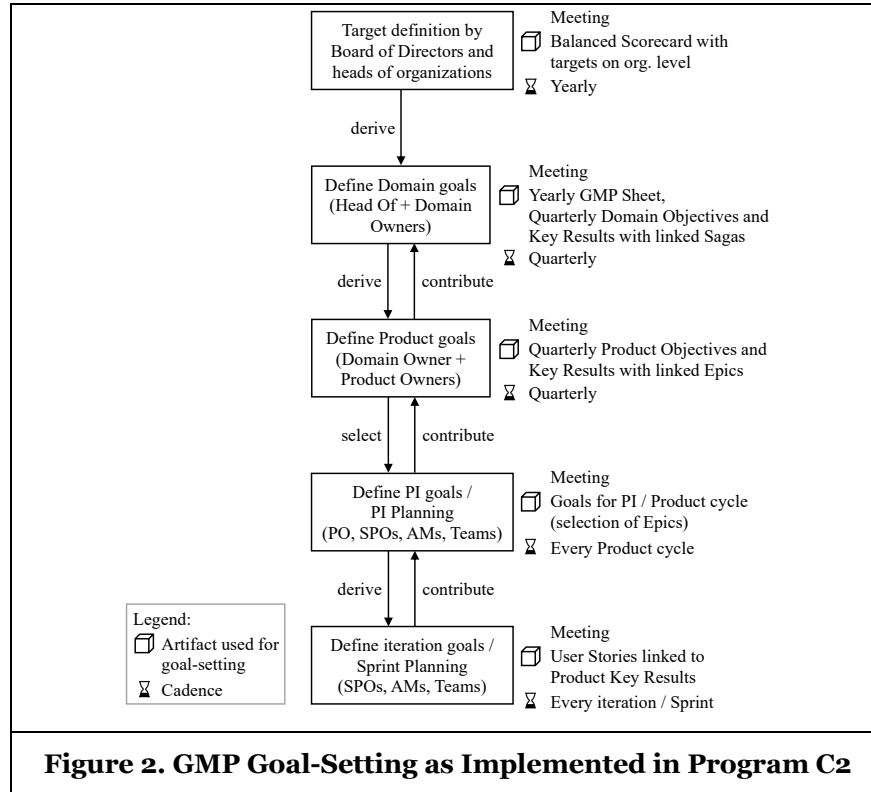 Target definition by
Board of Directors and
heads of organizations
Meeting
Balanced Scorecard with
targets on org. level
Yearly
derive
Define Domain goals
(Head Of + Domain
Owners)
Meeting
Yearly GMP Sheet,
Quarterly Domain Objectives and
Key Results with linked Sagas
Quarterly
derive
contribute
Define Product goals
(Domain Owner +
Product Owners)
Meeting
Quarterly Product Objectives and
Key Results with linked Epics
Quarterly
select
contribute
Define PI goals /
PI Planning
(PO, SPOs, AMs, Teams)
Meeting
Goals for PI / Product cycle
(selection of Epics)
Every Product cycle
derive
contribute
Legend:
Artifact used for
goal-setting
Cadence
Define iteration goals /
Sprint Planning
(SPOs, AMs, Teams)
Meeting
User Stories linked to
Product Key Results
Every iteration / Sprint
Figure 2. GMP Goal-Setting as Implemented in Program C2